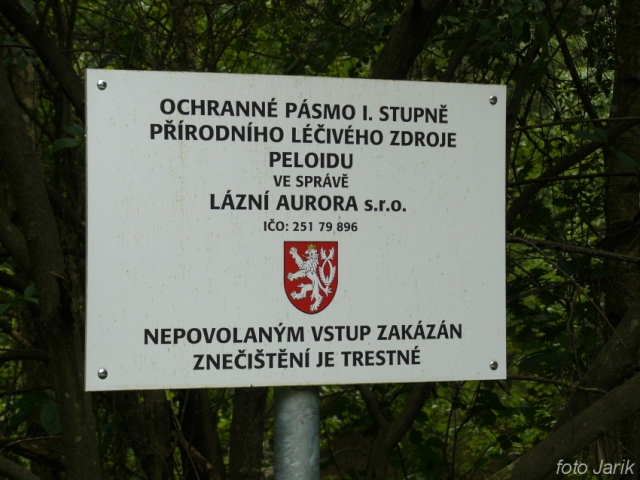 OCHRANNÉ PÁSMO I. STUPNĚ
PŘÍRODNÍHO LÉČIVÉHO ZDROJE
PELOIDU
VE SPRÁVĚ
LÁZNÍ AURORA s.r.o.
IČO: 251 79 896
NEPOVOLANÝM VSTUP ZAKÁZÁN
ZNEČIŠTĚNÍ JE TRESTNÉ
foto Jarik